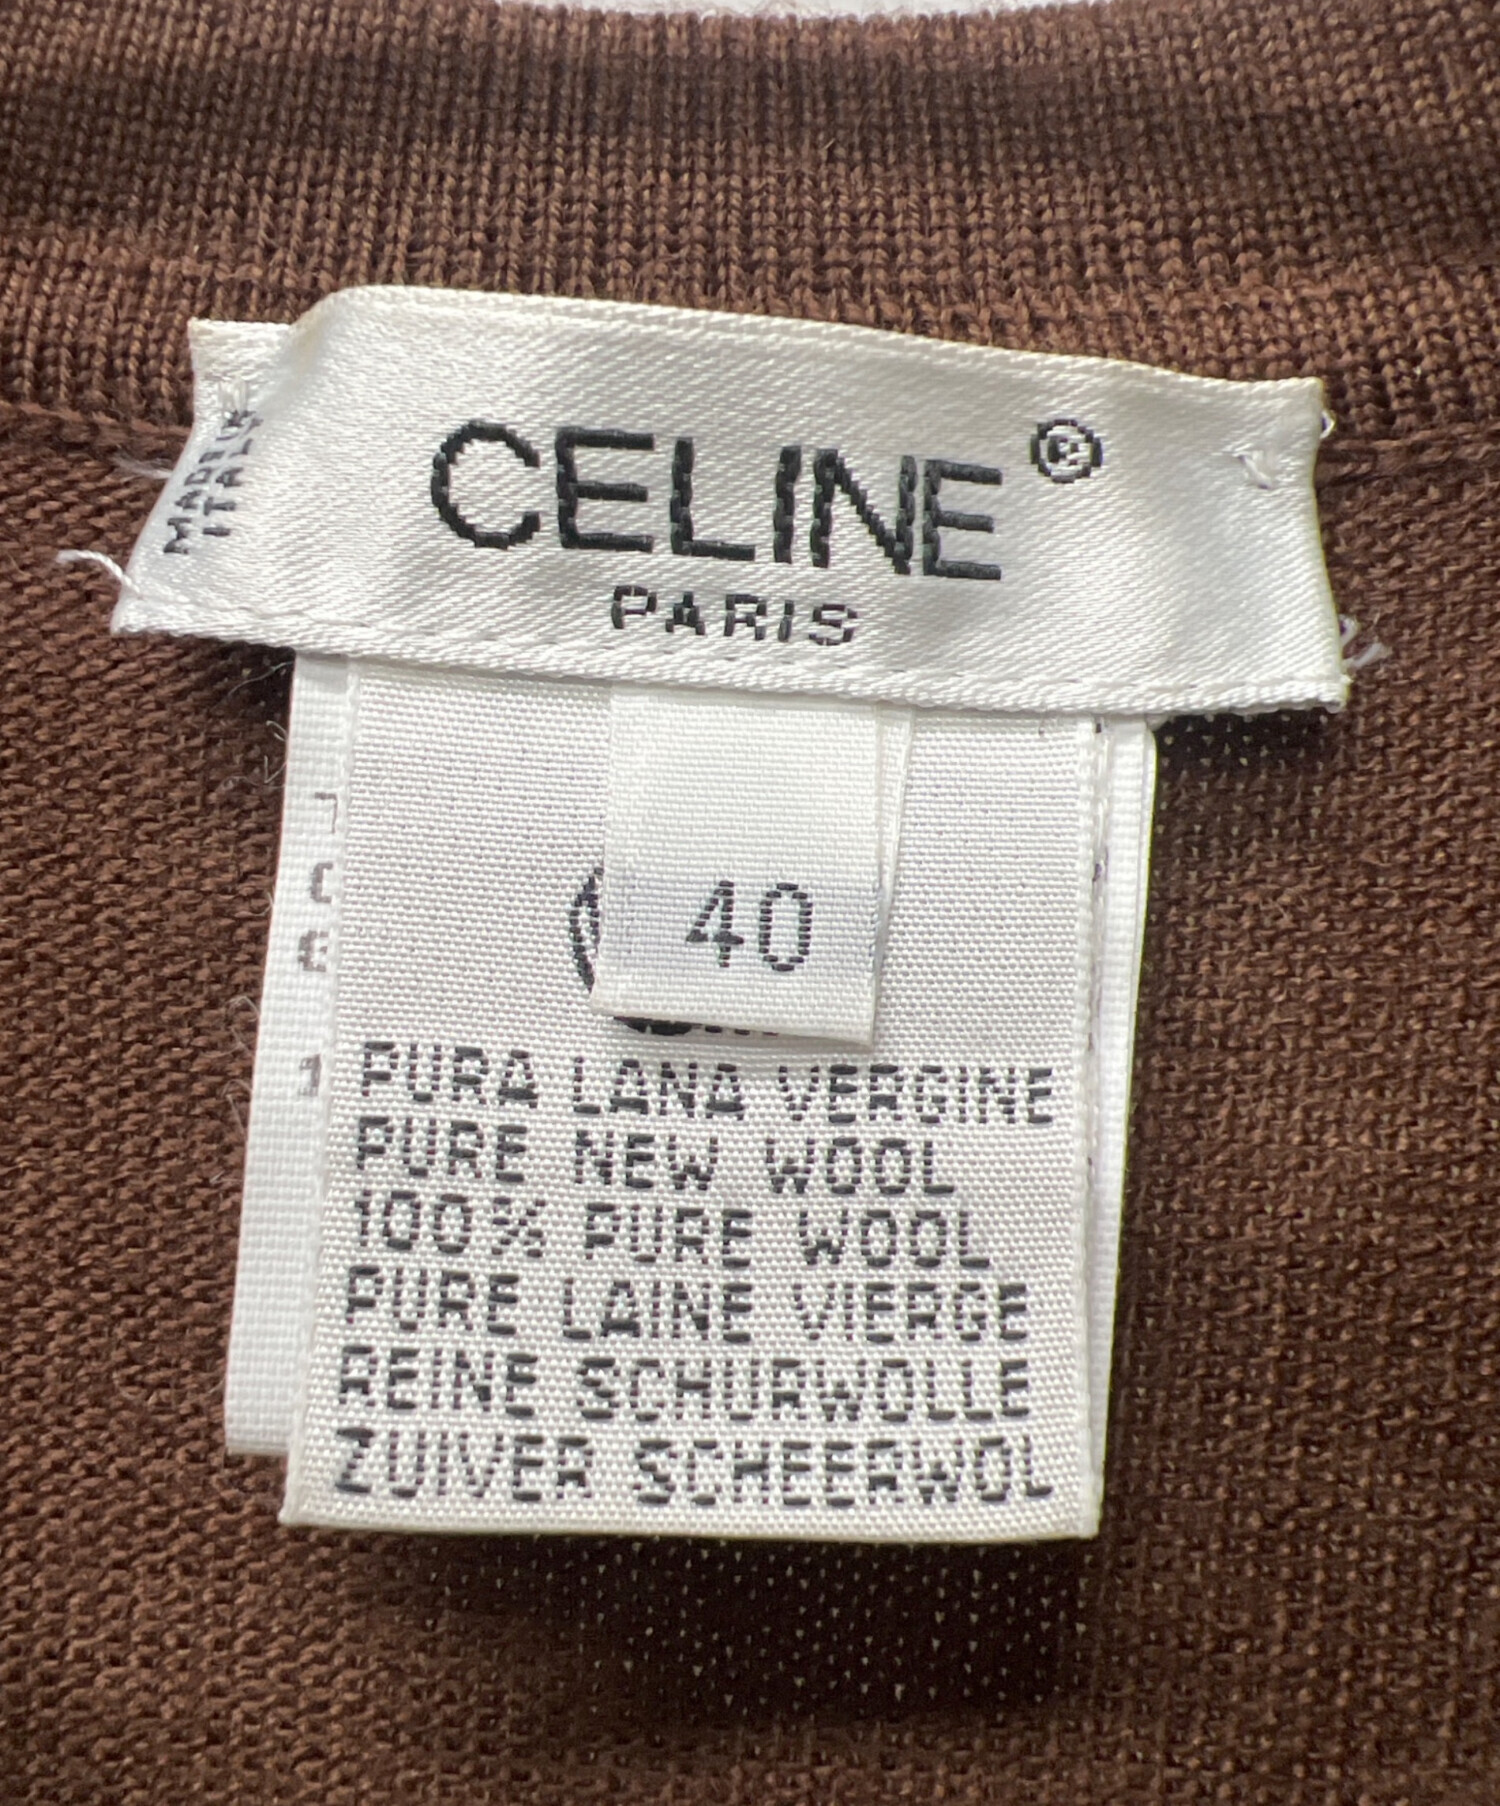 MADE IN
ITALY
CELINE®
PARIS
40
PURA LANA VERGINE
PURE NEW WOOL
100% PURE WOOL
PURE LAINE VIERGE
REINE SCHURWOLLE
ZUIVER SCHEERWOL